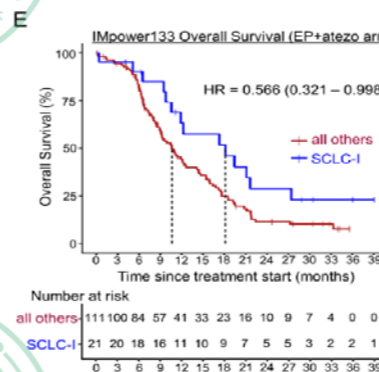 E
IMpower133 Overall Survival (EP+atezo ar
HR = 0.566 (0.321 – 0.998
100
75
50
25
0
Overall Survival (%)
all others
SCLC-I
0 3 6 9 12 15 18 21 24 27 30 33 36 39
Time since treatment start (months)
Number at risk
all others 111 100 84 57 41 33 23 16 10 9 7 4 0 0
SCLC-I 21 20 18 16 11 10 9 7 5 5 3 2 2 1
0 3 6 9 12 15 18 21 24 27 30 33 36 39